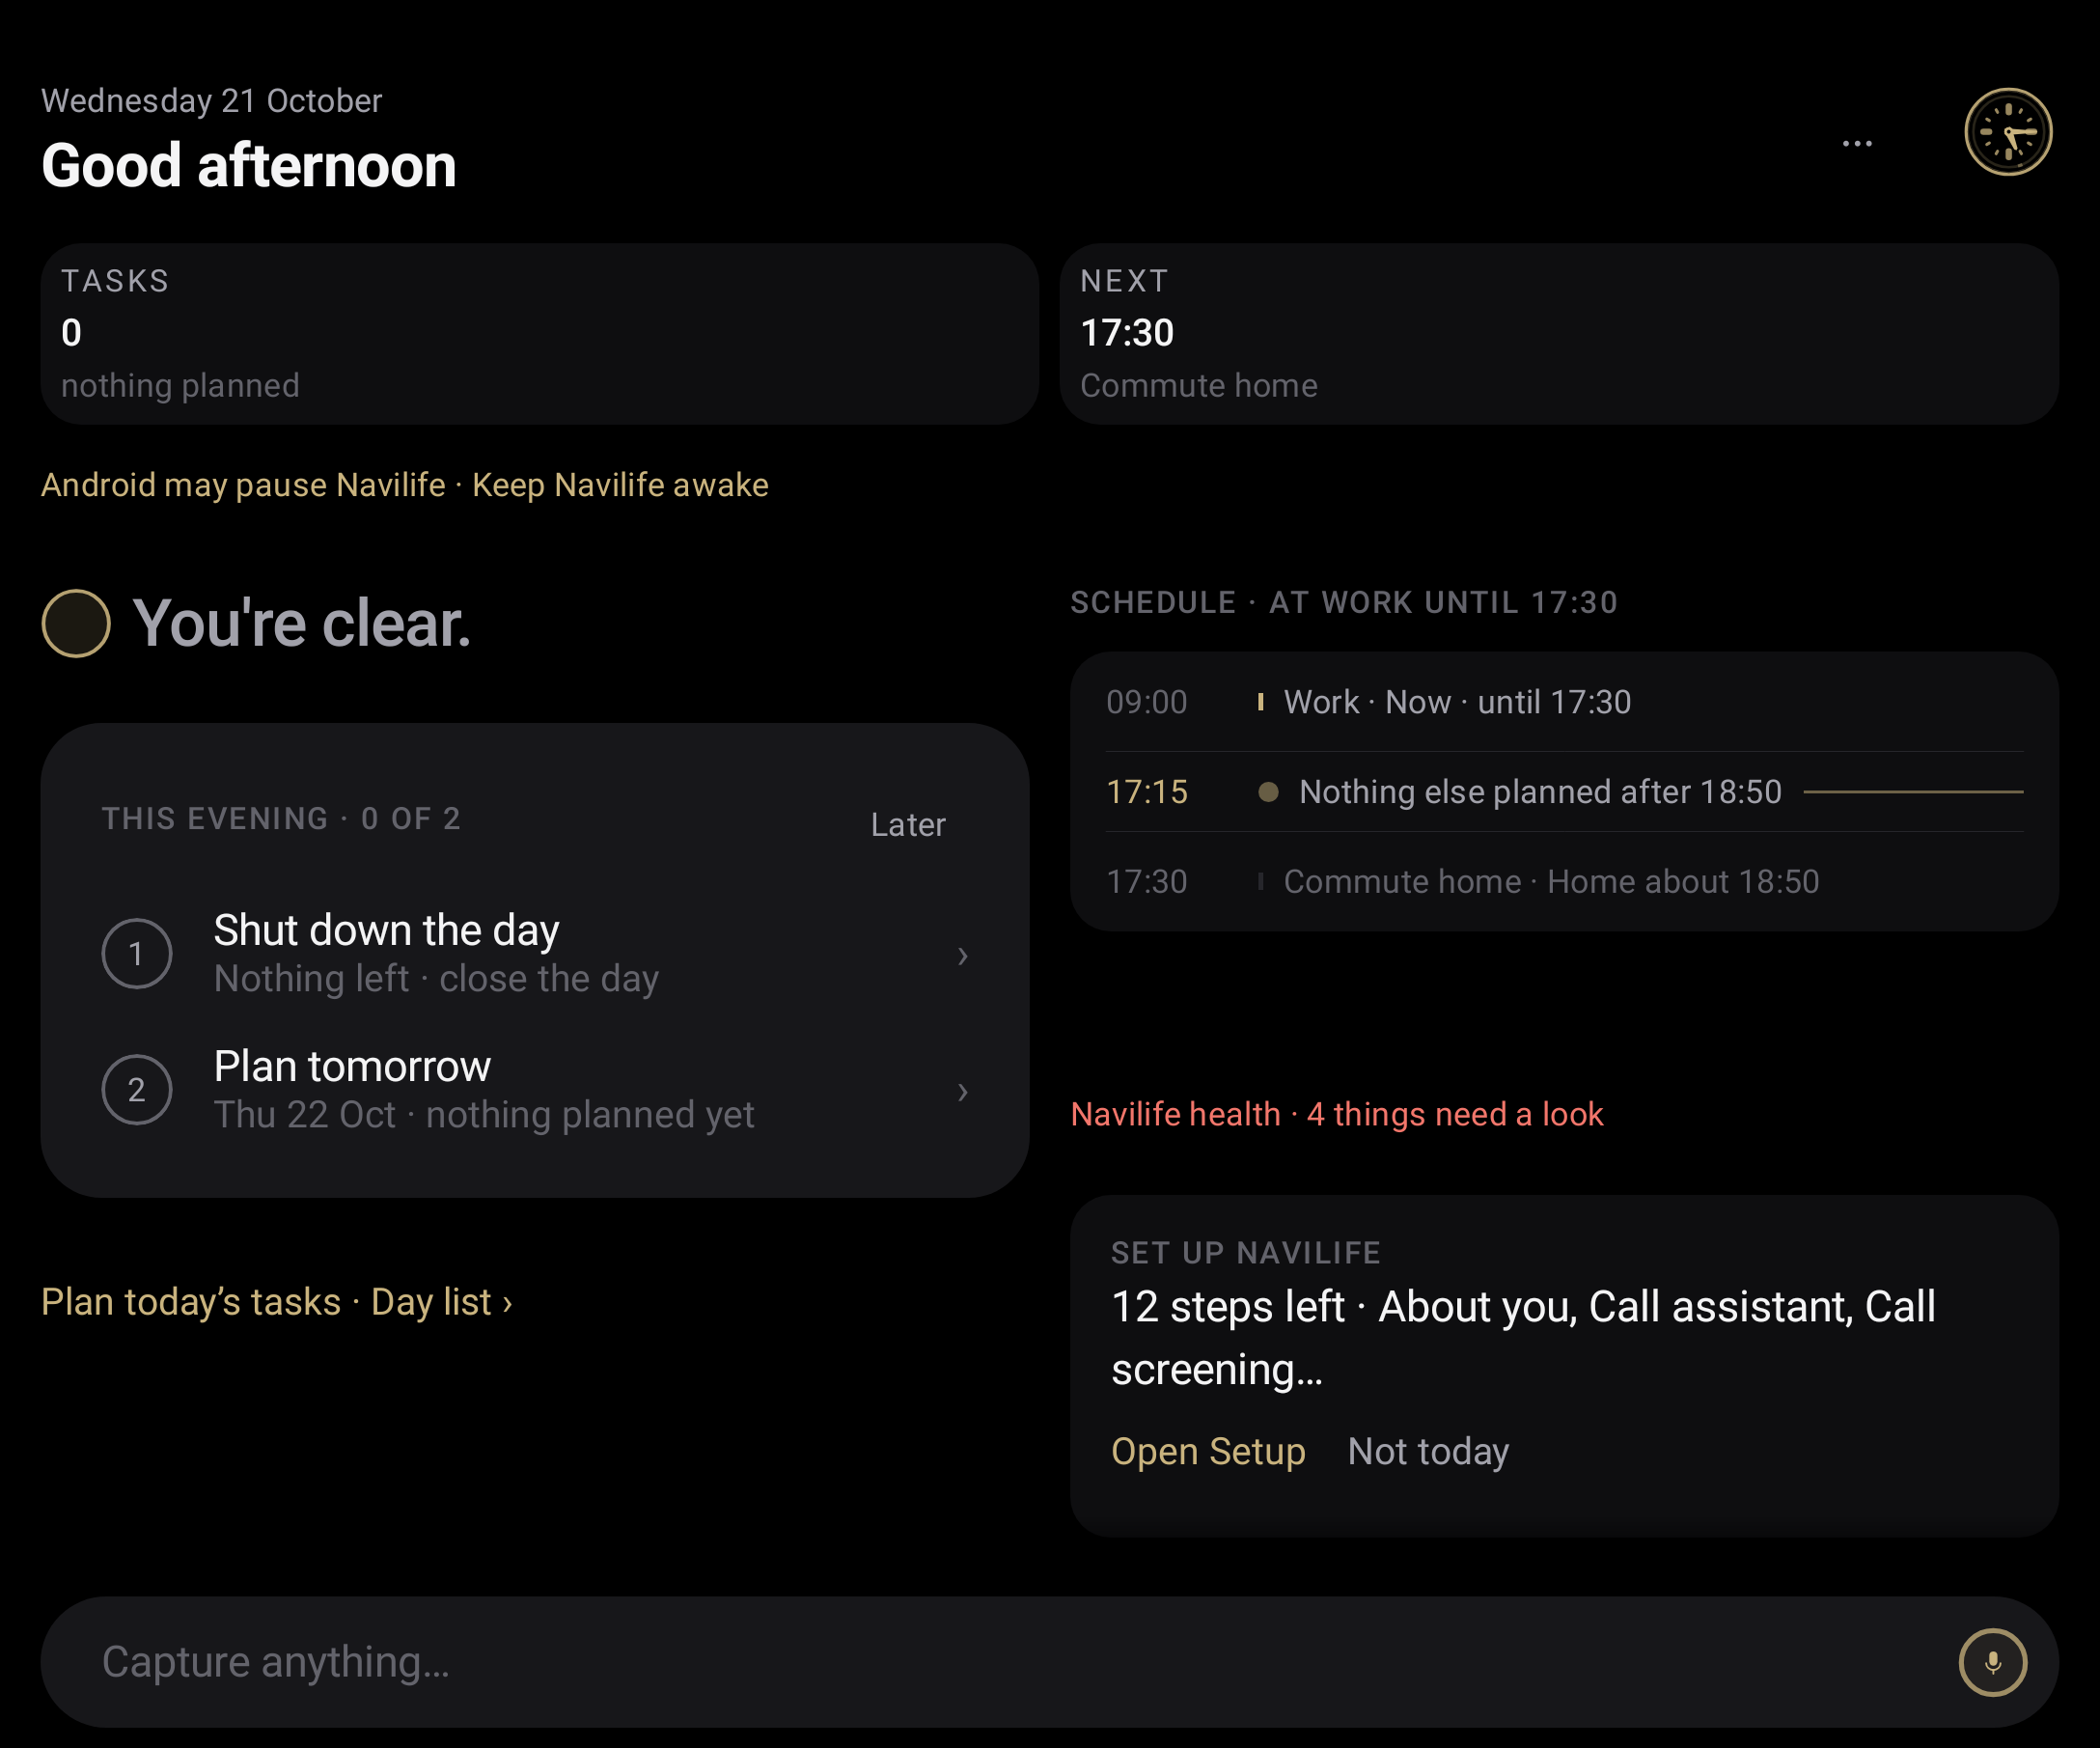 Wednesday 21 October
Good afternoon
...
TASKS
0
nothing planned
NEXT
17:30
Commute home
Android may pause Navilife · Keep Navilife awake
You're clear.
THIS EVENING · 0 OF 2
Later
1
Shut down the day
Nothing left · close the day
›
2
Plan tomorrow
Thu 22 Oct · nothing planned yet
›
Plan today’s tasks · Day list ›
SCHEDULE · AT WORK UNTIL 17:30
09:00 Work · Now · until 17:30
17:15 Nothing else planned after 18:50
17:30 Commute home · Home about 18:50
Navilife health · 4 things need a look
SET UP NAVILIFE
12 steps left · About you, Call assistant, Call
screening…
Open Setup Not today
Capture anything…